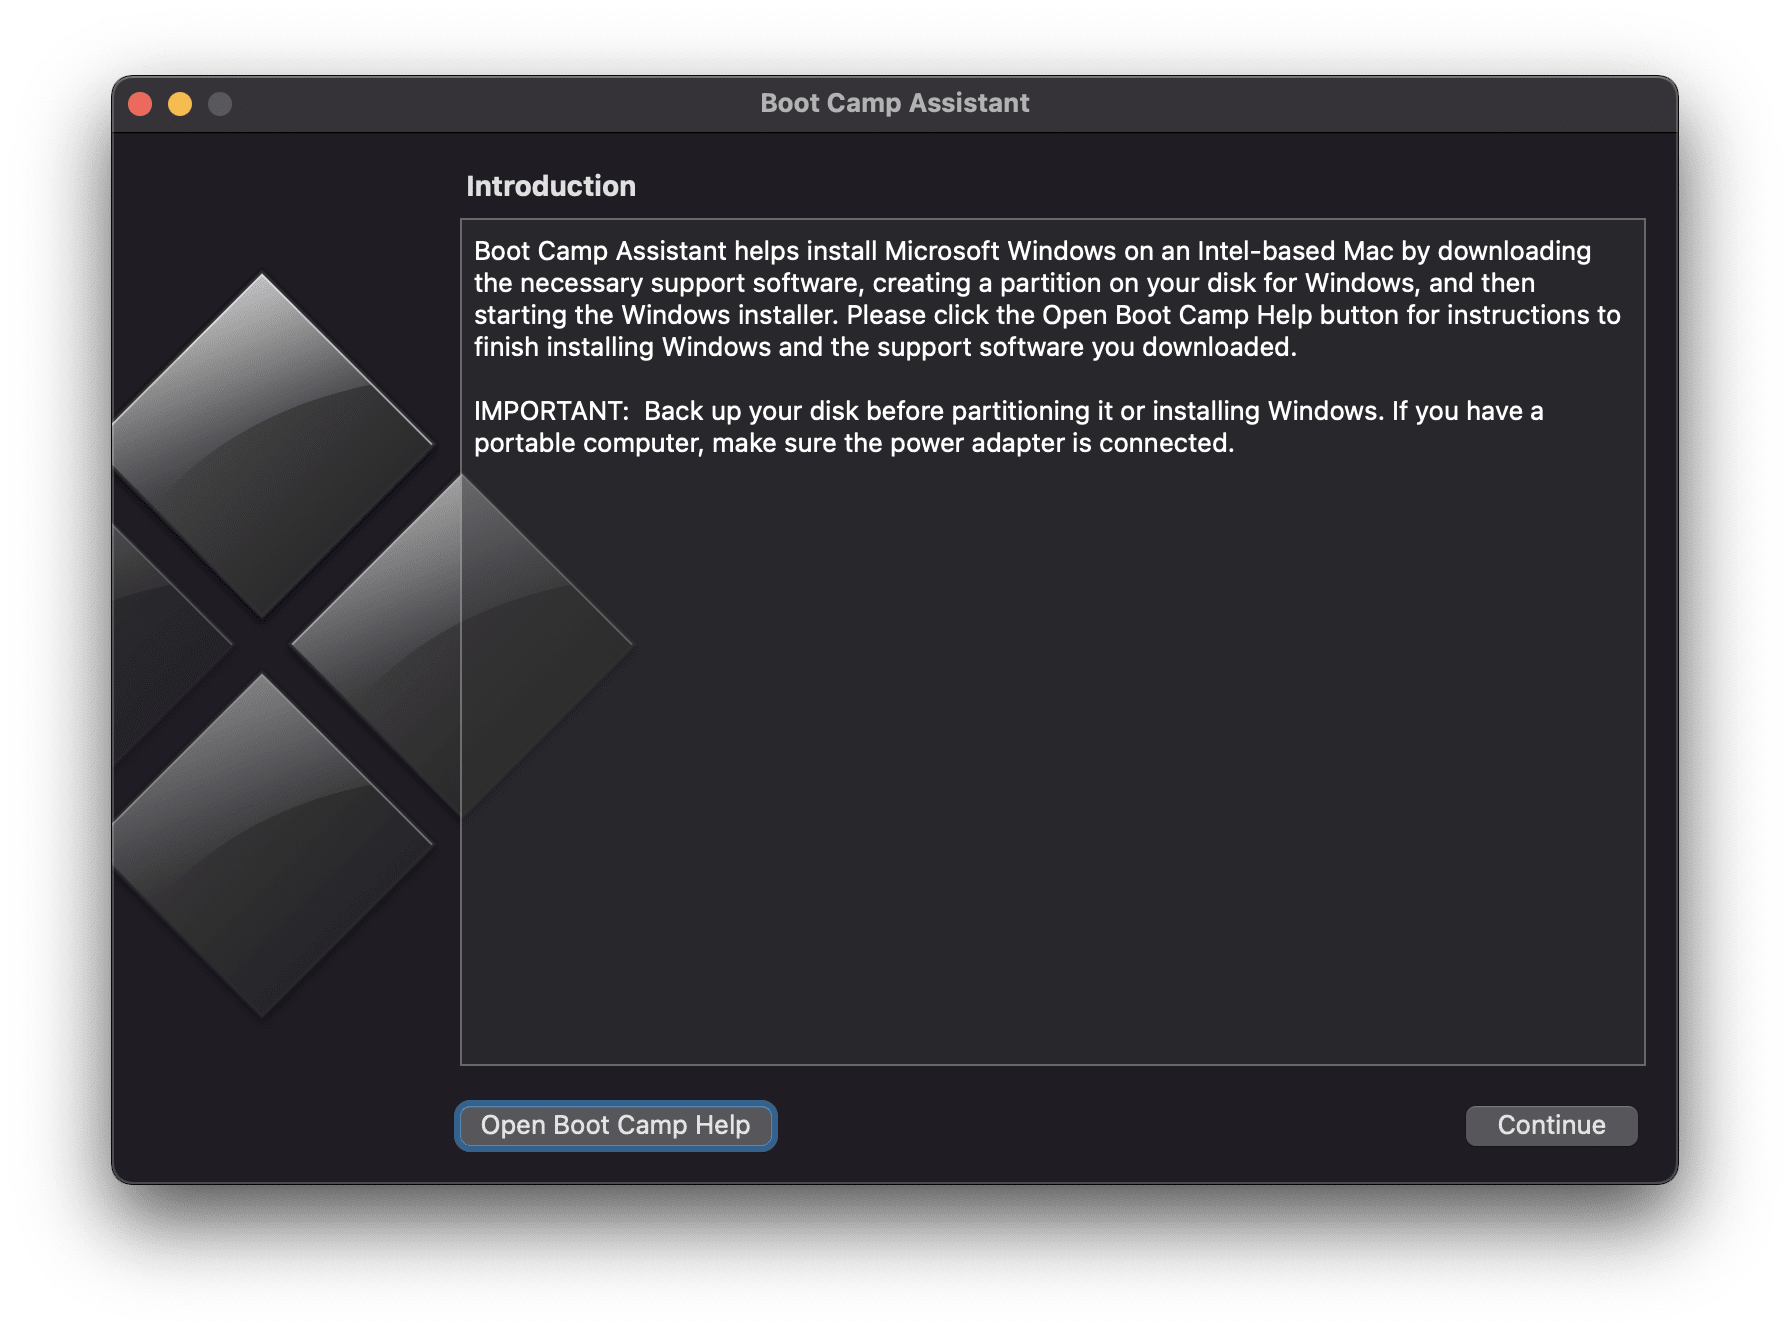 Boot Camp Assistant
Introduction
Boot Camp Assistant helps install Microsoft Windows on an Intel-based Mac by downloading
the necessary support software, creating a partition on your disk for Windows, and then
starting the Windows installer. Please click the Open Boot Camp Help button for instructions to
finish installing Windows and the support software you downloaded.
IMPORTANT:  Back up your disk before partitioning it or installing Windows. If you have a
portable computer, make sure the power adapter is connected.
Open Boot Camp Help
Continue